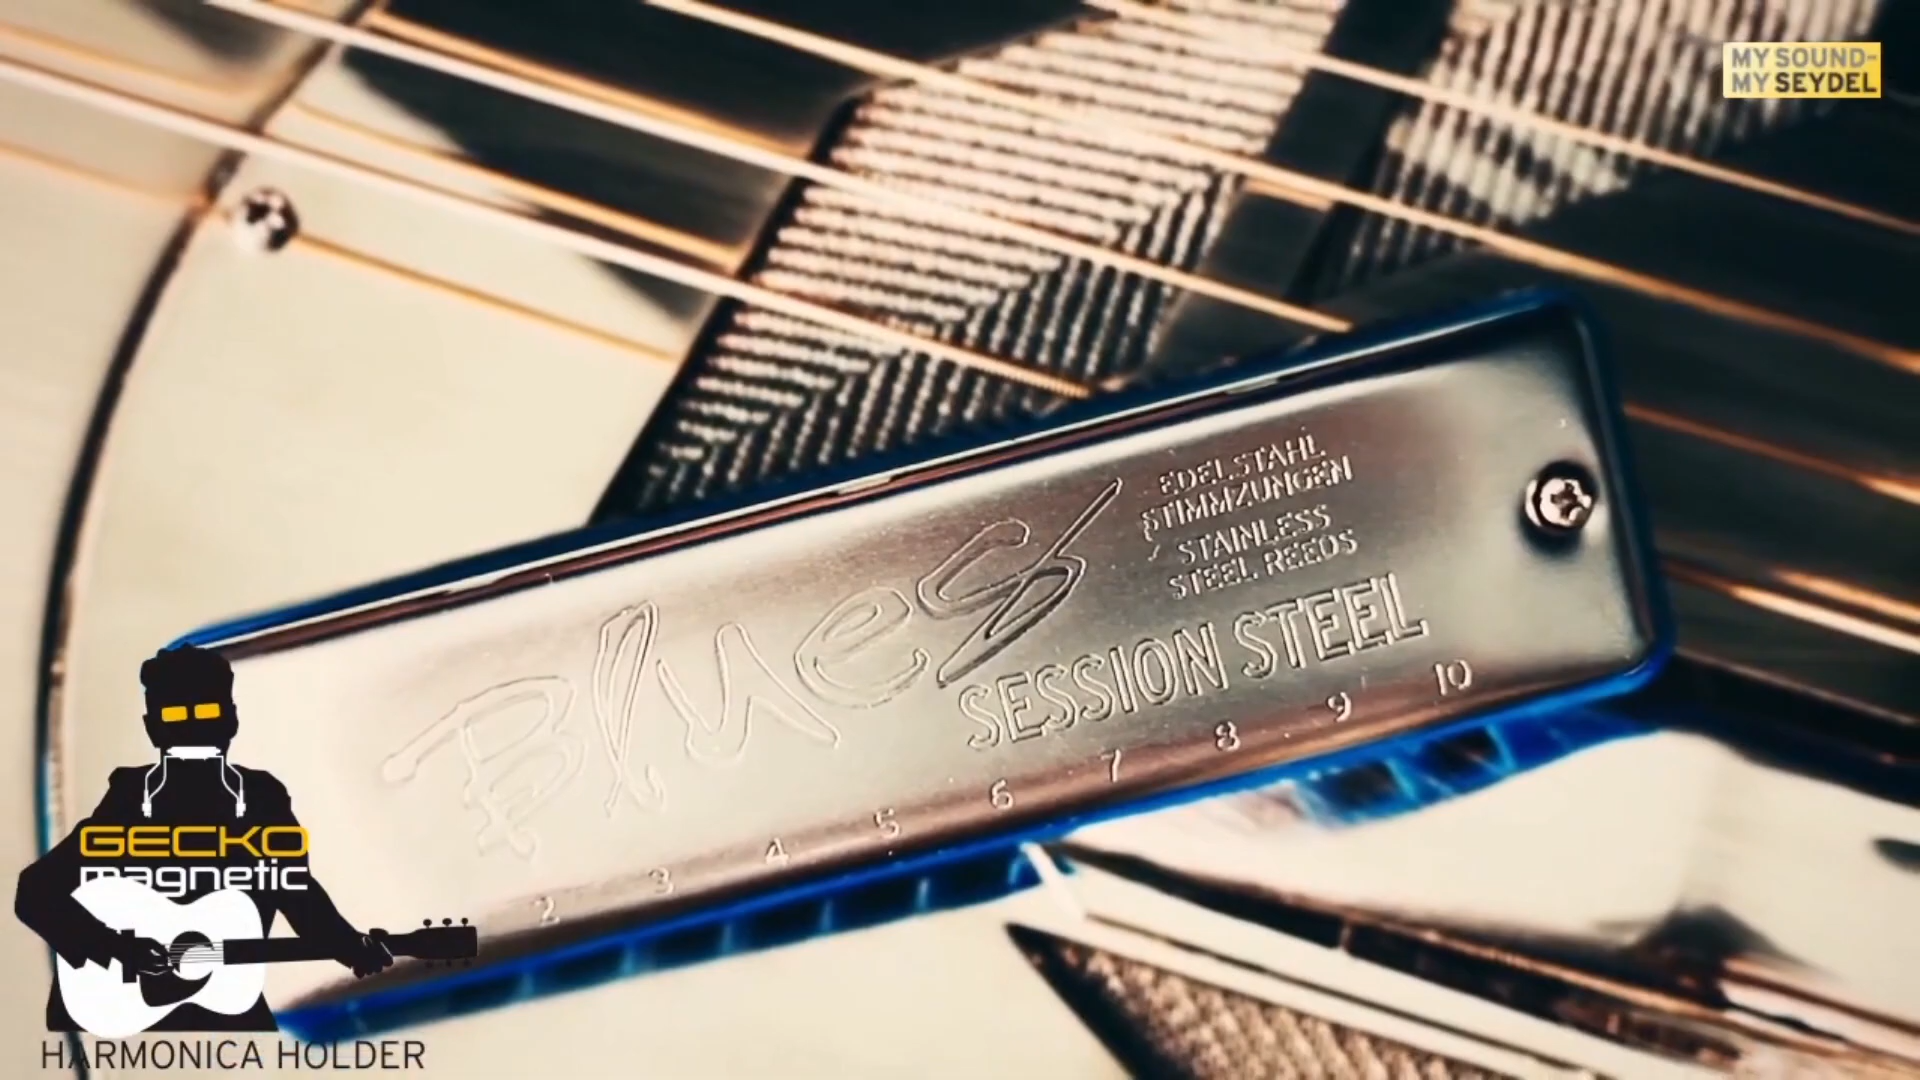 MY SOUND-
MY SEYDEL
EDELSTAHL
STIMMZUNGEN
STAINLESS
STEEL REEDS
Blues
SESSION STEEL
2 3 4 5 6 7 8 9 10
GECKO
magnetic
HARMONICA HOLDER